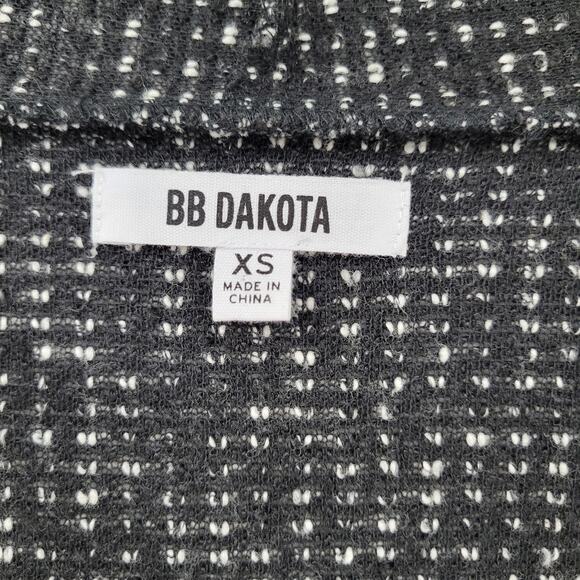 BB DAKOTA
XS
MADE IN
CHINA